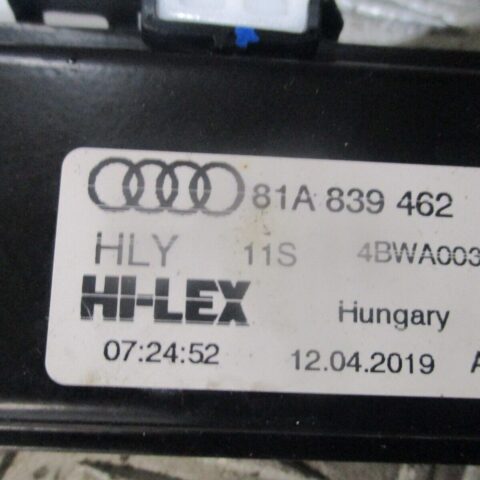 81A 839 462
HLY 11S 4BWA003
HI-LEX Hungary
07:24:52 12.04.2019 A